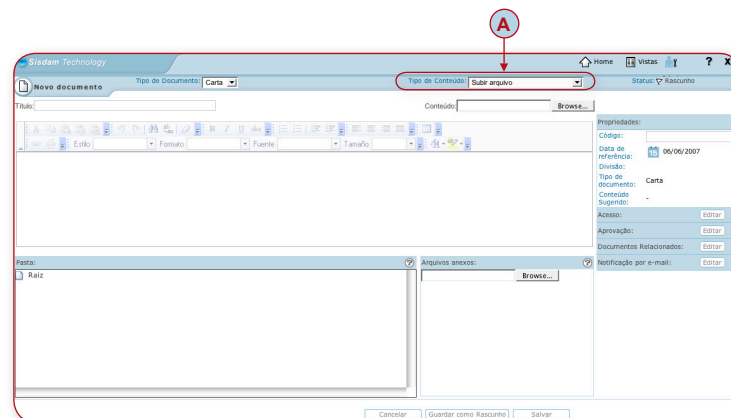 A
Sisdam Technology
Home Vistas ? X
Novo documento
Tipo de Documento: Carta
Tipo de Conteúdo: Subir arquivo
Status: Rascunho
Título:
Conteúdo: Browse...
B I U abc
Estilo Formato Fuente Tamaño
Propriedades:
Código:
Data de referência: 15 06/06/2007
Divisão:
Tipo de documento: Carta
Conteúdo Sugerido: -
Acesso: Editar
Aprovação: Editar
Documentos Relacionados: Editar
Notificação por e-mail: Editar
Pasta: ?
Raiz
Arquivos anexos: ?
Browse...
Cancelar Guardar como Rascunho Salvar